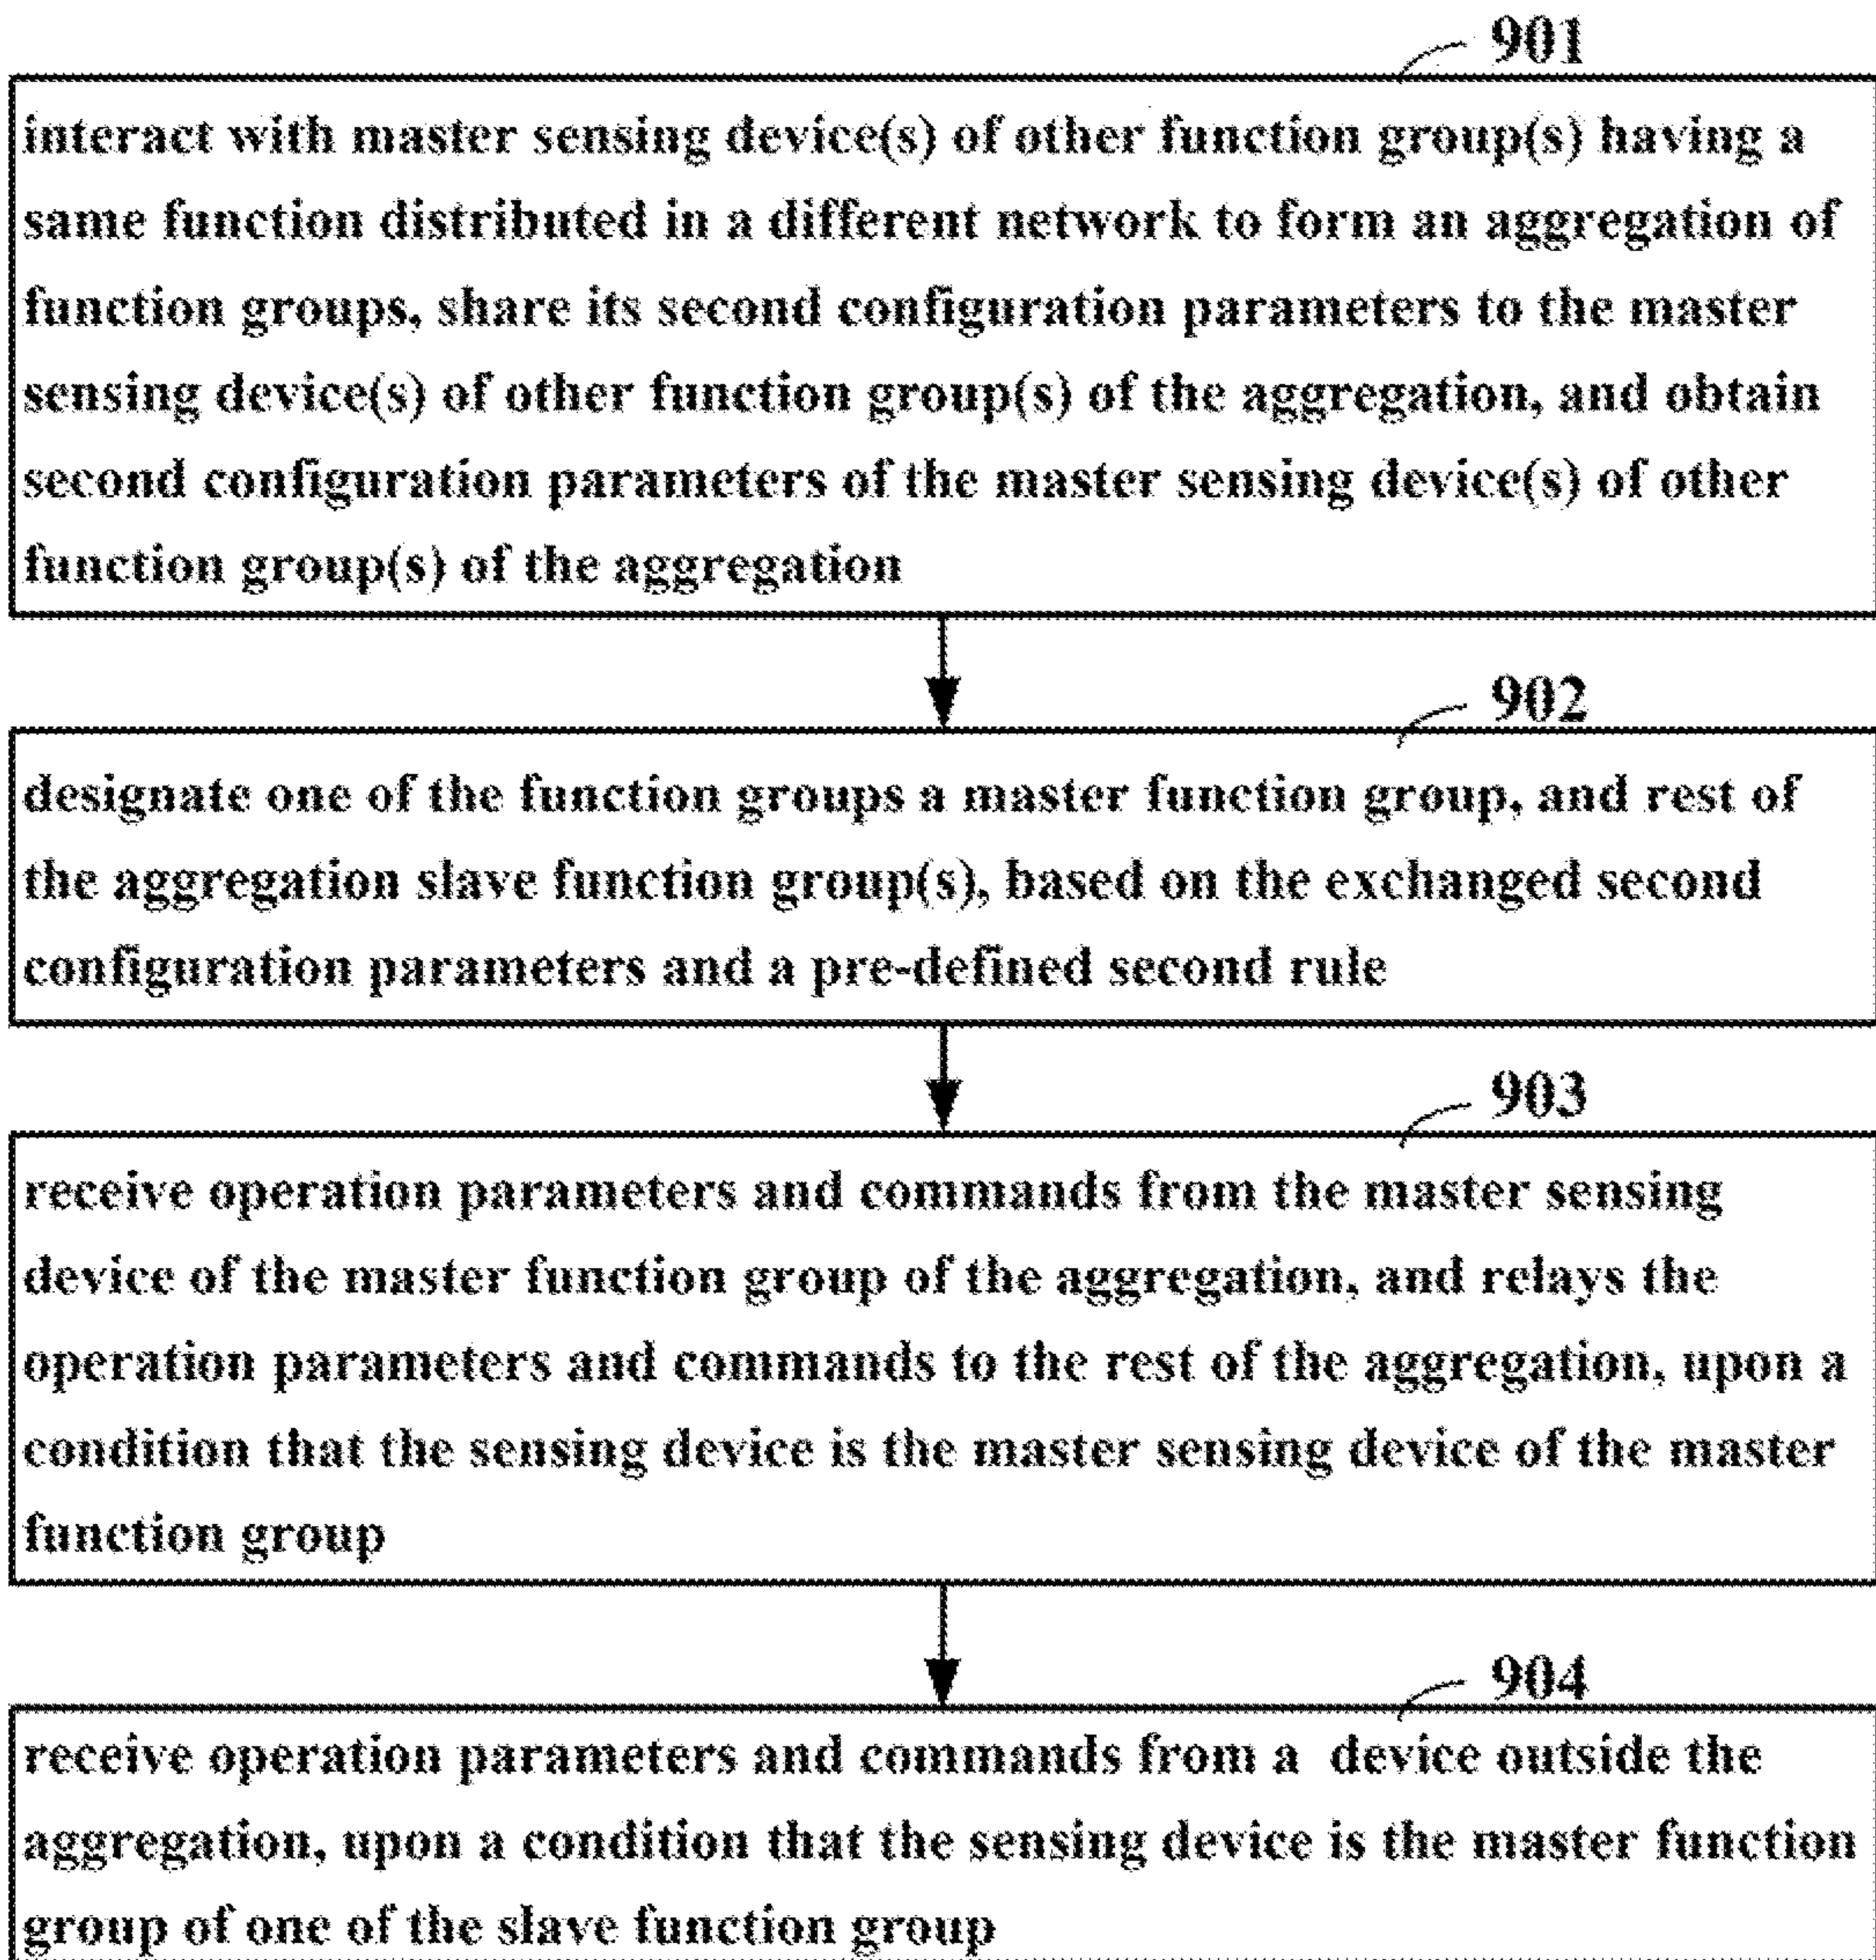 901
interact with master sensing device(s) of other function group(s) having a
same function distributed in a different network to form an aggregation of
function groups, share its second configuration parameters to the master
sensing device(s) of other function group(s) of the aggregation, and obtain
second configuration parameters of the master sensing device(s) of other
function group(s) of the aggregation
902
designate one of the function groups a master function group, and rest of
the aggregation slave function group(s), based on the exchanged second
configuration parameters and a pre-defined second rule
903
receive operation parameters and commands from the master sensing
device of the master function group of the aggregation, and relays the
operation parameters and commands to the rest of the aggregation, upon a
condition that the sensing device is the master sensing device of the master
function group
904
receive operation parameters and commands from a device outside the
aggregation, upon a condition that the sensing device is the master function
group of one of the slave function group